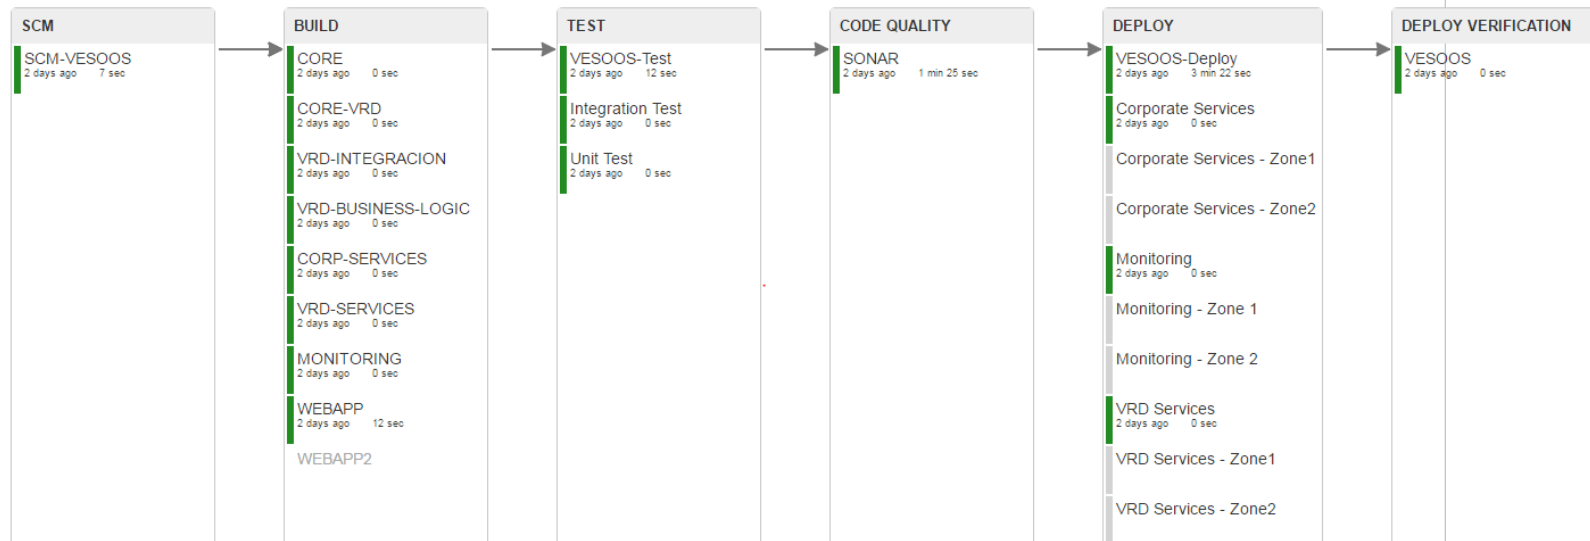 SCM
SCM-VESOOS
2 days ago 7 sec
BUILD
CORE
2 days ago 0 sec
CORE-VRD
2 days ago 0 sec
VRD-INTEGRACION
2 days ago 0 sec
VRD-BUSINESS-LOGIC
2 days ago 0 sec
CORP-SERVICES
2 days ago 0 sec
VRD-SERVICES
2 days ago 0 sec
MONITORING
2 days ago 0 sec
WEBAPP
2 days ago 12 sec
WEBAPP2
TEST
VESOOS-Test
2 days ago 12 sec
Integration Test
2 days ago 0 sec
Unit Test
2 days ago 0 sec
CODE QUALITY
SONAR
2 days ago 1 min 25 sec
DEPLOY
VESOOS-Deploy
2 days ago 3 min 22 sec
Corporate Services
2 days ago 0 sec
Corporate Services - Zone1
Corporate Services - Zone2
Monitoring
2 days ago 0 sec
Monitoring - Zone 1
Monitoring - Zone 2
VRD Services
2 days ago 0 sec
VRD Services - Zone1
VRD Services - Zone2
DEPLOY VERIFICATION
VESOOS
2 days ago 0 sec